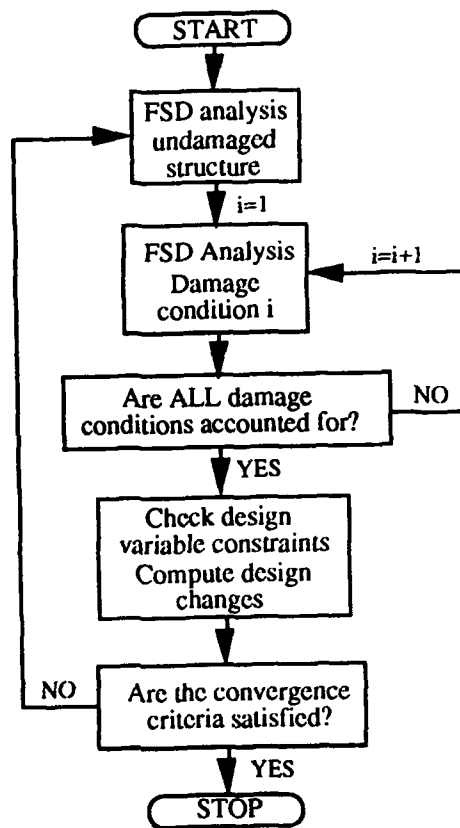 START
FSD analysis
undamaged
structure
i=1
FSD Analysis
Damage
condition i
i=i+1
Are ALL damage
conditions accounted for?
NO
YES
Check design
variable constraints
Compute design
changes
NO
Are the convergence
criteria satisfied?
YES
STOP